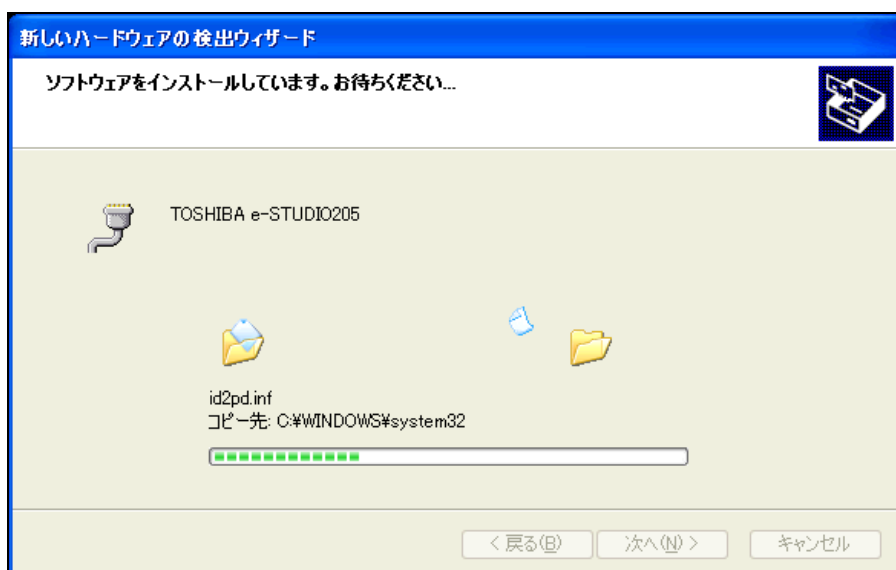 新しいハードウェアの検出ウィザード
ソフトウェアをインストールしています。お待ちください...
TOSHIBA e-STUDIO205
id2pd.inf
コピー先: C:¥WINDOWS¥system32
< 戻る(B) 次へ(N) > キャンセル